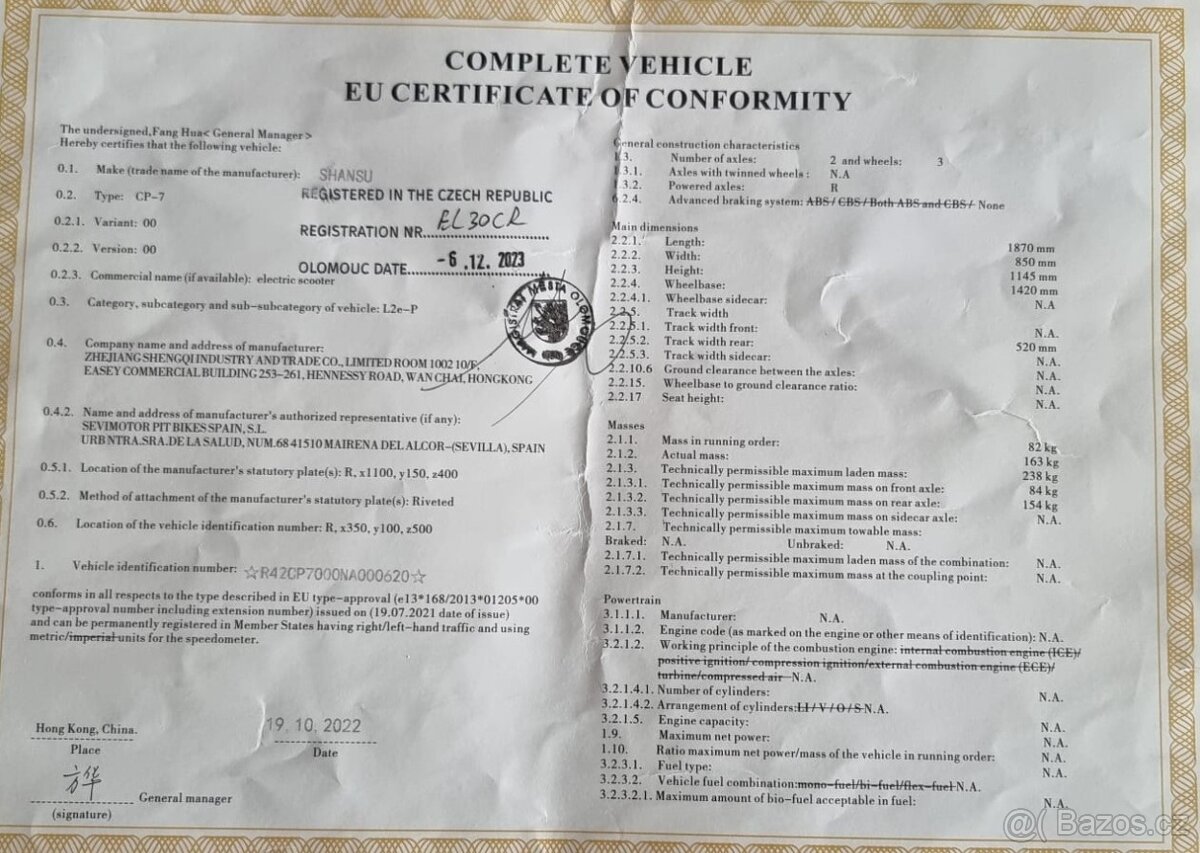 COMPLETE VEHICLE
EU CERTIFICATE OF CONFORMITY
The undersigned,Fang Hua< General Manager >
Hereby certifies that the following vehicle:
0.1. Make (trade name of the manufacturer): SHANSU
REGISTERED IN THE CZECH REPUBLIC
0.2. Type: CP-7
0.2.1. Variant: 00
REGISTRATION NR. EL30CR
0.2.2. Version: 00
OLOMOUC DATE -6.12. 2023
0.2.3. Commercial name (if available): electric scooter
0.3. Category, subcategory and sub-subcategory of vehicle: L2e-P
MAGISTRÁT MĚSTA OLOMOUCE
0.4. Company name and address of manufacturer:
ZHEJIANG SHENGQI INDUSTRY AND TRADE CO., LIMITED ROOM 1002 10/F,
EASEY COMMERCIAL BUILDING 253-261, HENNESSY ROAD, WAN CHAI, HONGKONG
0.4.2. Name and address of manufacturer's authorized representative (if any):
SEVIMOTOR PIT BIKES SPAIN, S.L.
URB NTRA.SRA.DE LA SALUD, NUM.68 41510 MAIRENA DEL ALCOR-(SEVILLA), SPAIN
0.5.1. Location of the manufacturer's statutory plate(s): R, x1100, y150, z400
0.5.2. Method of attachment of the manufacturer's statutory plate(s): Riveted
0.6. Location of the vehicle identification number: R, x350, y100, z500
1. Vehicle identification number: ☆R42CP7000NA000620☆
conforms in all respects to the type described in EU type-approval (e13*168/2013*01205*00
type-approval number including extension number) issued on (19.07.2021 date of issue)
and can be permanently registered in Member States having right/left-hand traffic and using
metric/imperial units for the speedometer.
Hong Kong, China.
Place
19. 10. 2022
Date
方华
General manager
(signature)
General construction characteristics
1.3. Number of axles: 2 and wheels: 3
1.3.1. Axles with twinned wheels : N.A
1.3.2. Powered axles: R
6.2.4. Advanced braking system: ABS / CBS / Both ABS and CBS / None
Main dimensions
2.2.1. Length: 1870 mm
2.2.2. Width: 850 mm
2.2.3. Height: 1145 mm
2.2.4. Wheelbase: 1420 mm
2.2.4.1. Wheelbase sidecar: N.A
2.2.5. Track width
2.2.5.1. Track width front: N.A.
2.2.5.2. Track width rear: 520 mm
2.2.5.3. Track width sidecar: N.A.
2.2.10.6 Ground clearance between the axles: N.A.
2.2.15. Wheelbase to ground clearance ratio: N.A.
2.2.17 Seat height: N.A.
Masses
2.1.1. Mass in running order: 82 kg
2.1.2. Actual mass: 163 kg
2.1.3. Technically permissible maximum laden mass: 238 kg
2.1.3.1. Technically permissible maximum mass on front axle: 84 kg
2.1.3.2. Technically permissible maximum mass on rear axle: 154 kg
2.1.3.3. Technically permissible maximum mass on sidecar axle: N.A.
2.1.7. Technically permissible maximum towable mass:
Braked: N.A. Unbraked: N.A.
2.1.7.1. Technically permissible maximum laden mass of the combination: N.A.
2.1.7.2. Technically permissible maximum mass at the coupling point: N.A.
Powertrain
3.1.1.1. Manufacturer: N.A.
3.1.1.2. Engine code (as marked on the engine or other means of identification): N.A.
3.2.1.2. Working principle of the combustion engine: internal combustion engine (ICE)/
positive ignition/ compression ignition/external combustion engine (ECE)/
turbine/compressed air N.A.
3.2.1.4.1. Number of cylinders: N.A.
3.2.1.4.2. Arrangement of cylinders:LI / V / O / S N.A.
3.2.1.5. Engine capacity: N.A.
1.9. Maximum net power: N.A.
1.10. Ratio maximum net power/mass of the vehicle in running order: N.A.
3.2.3.1. Fuel type: N.A.
3.2.3.2. Vehicle fuel combination:mono-fuel/bi-fuel/flex-fuel N.A.
3.2.3.2.1. Maximum amount of bio-fuel acceptable in fuel: N.A.
Bazos.cz